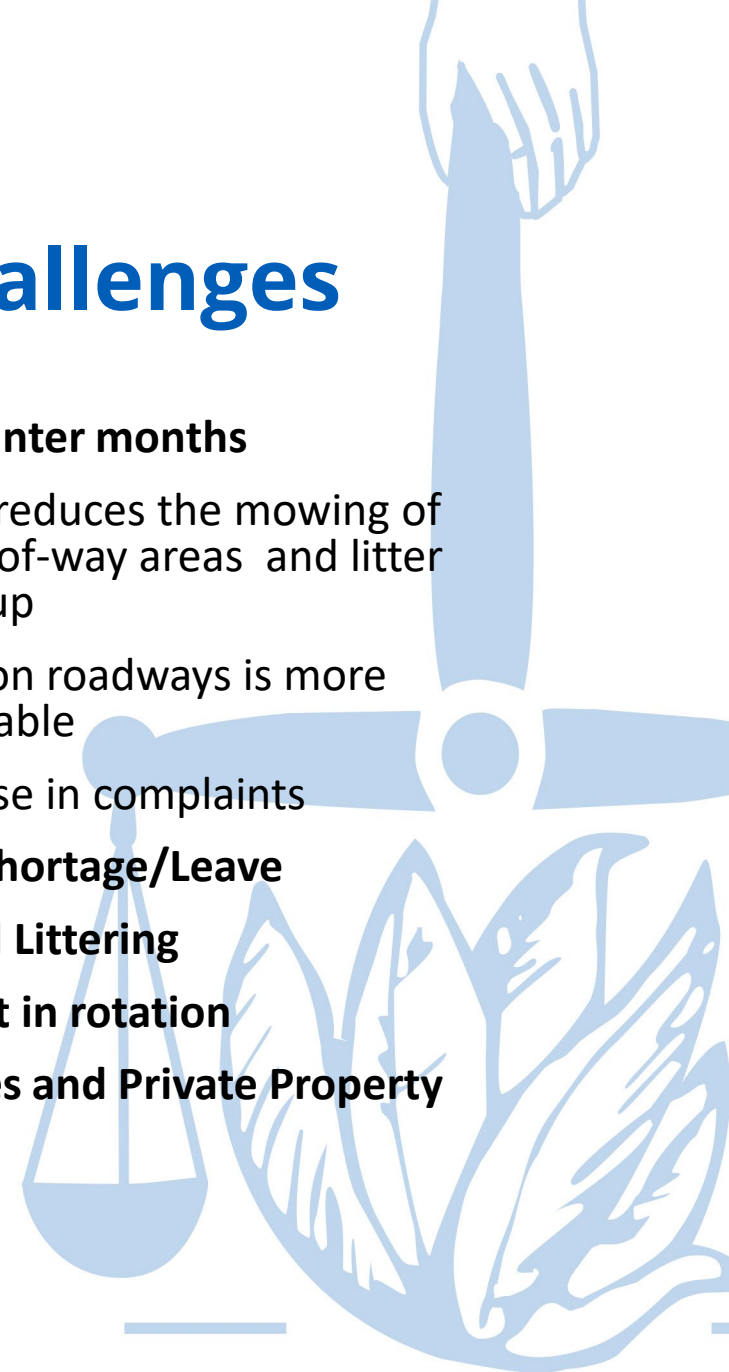 allenges
nter months
reduces the mowing of
of-way areas and litter
up
on roadways is more
able
se in complaints
hortage/Leave
Littering
t in rotation
es and Private Property